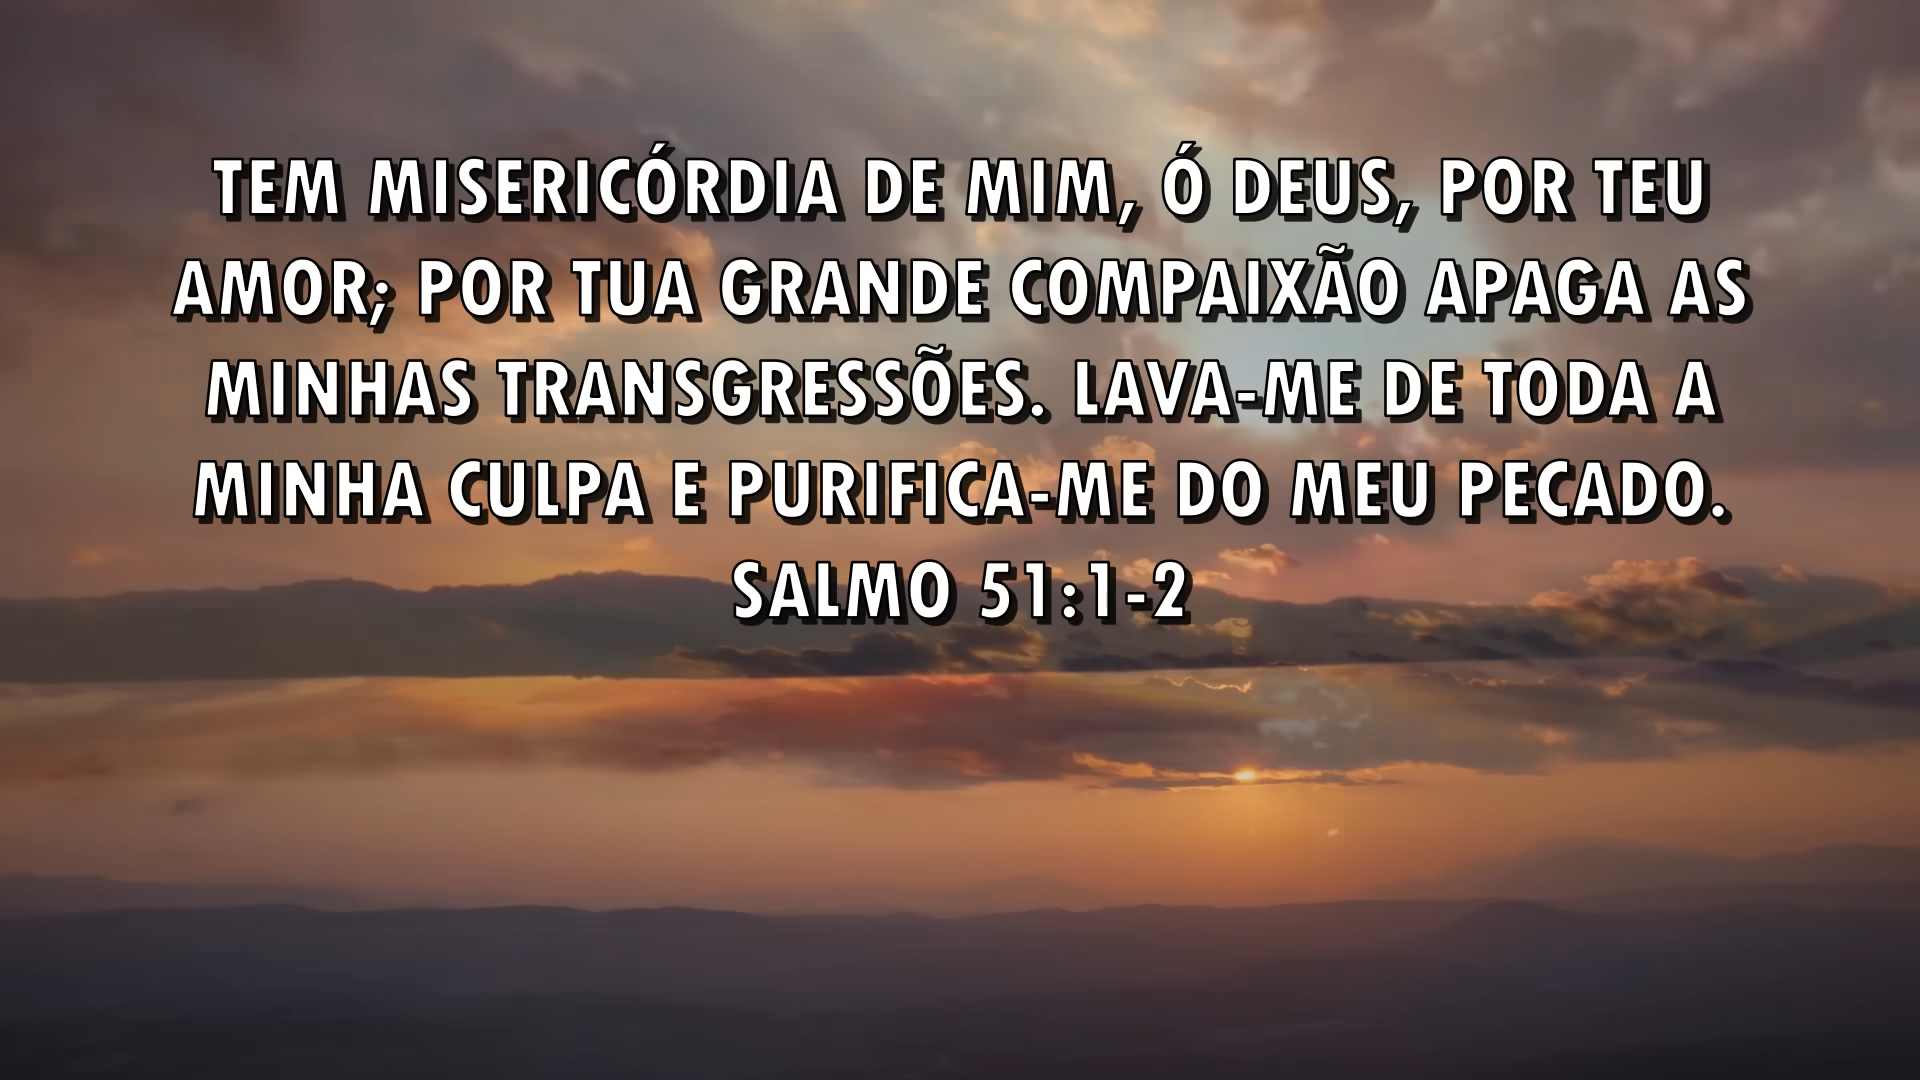 TEM MISERICÓRDIA DE MIM, Ó DEUS, POR TEU
AMOR; POR TUA GRANDE COMPAIXÃO APAGA AS
MINHAS TRANSGRESSÕES. LAVA-ME DE TODA A
MINHA CULPA E PURIFICA-ME DO MEU PECADO.
SALMO 51:1-2